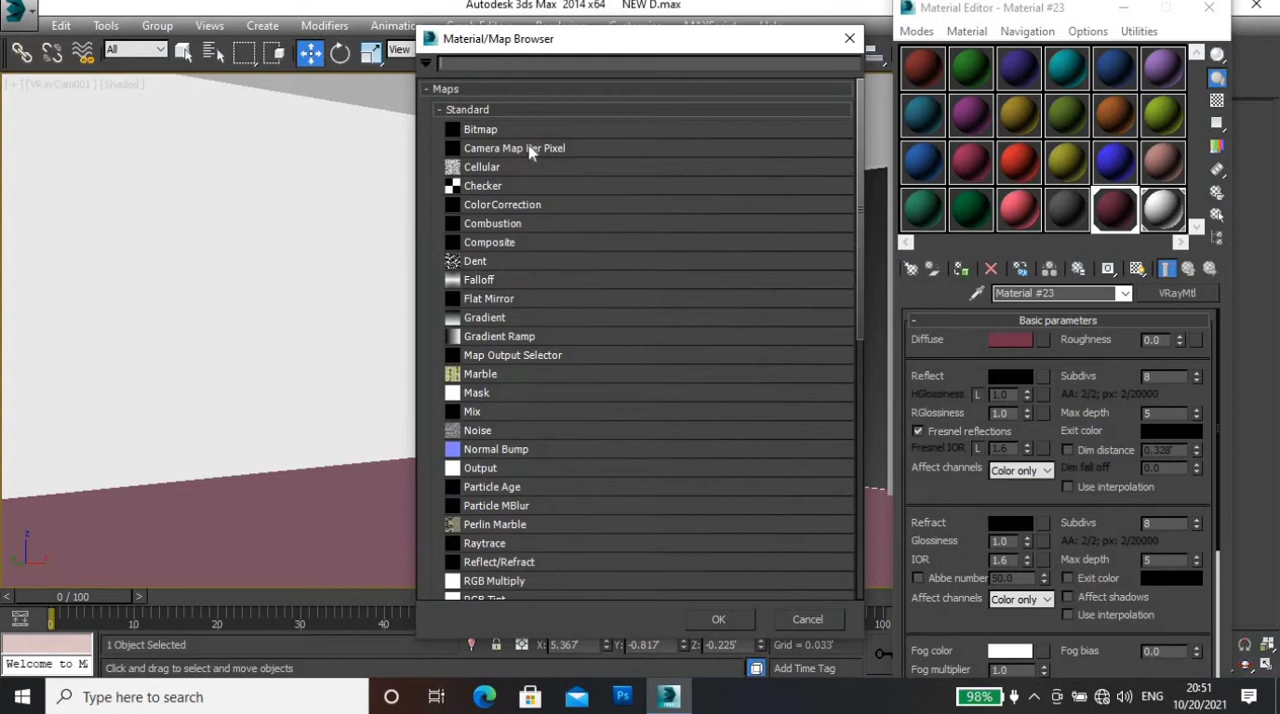 Autodesk 3ds Max 2014 x64 NEW D.max
Edit Tools Group Views Create Modifiers
All
View
[ + ] [VRayCam001] [Shaded]
Material/Map Browser
- Maps
- Standard
Bitmap
Camera Map Per Pixel
Cellular
Checker
ColorCorrection
Combustion
Composite
Dent
Falloff
Flat Mirror
Gradient
Gradient Ramp
Map Output Selector
Marble
Mask
Mix
Noise
Normal Bump
Output
Particle Age
Particle MBlur
Perlin Marble
Raytrace
Reflect/Refract
RGB Multiply
RGB Tint
OK Cancel
Material Editor - Material #23
Modes Material Navigation Options Utilities
Material #23 VRayMtl
- Basic parameters
Diffuse Roughness 0.0
Reflect Subdivs 8
HGlossiness L 1.0 AA: 2/2; px: 2/20000
RGlossiness 1.0 Max depth 5
Fresnel reflections Exit color
Fresnel IOR L 1.6 Dim distance 0.328'
Affect channels Color only Dim fall off 0.0
Use interpolation
Refract Subdivs 8
Glossiness 1.0 AA: 2/2; px: 2/20000
IOR 1.6 Max depth 5
Abbe number 50.0 Exit color
Affect channels Color only Affect shadows
Use interpolation
Fog color Fog bias 0.0
Fog multiplier 1.0
z
< 0 / 100 >
0 5 10 100
1 Object Selected X: 5.367' Y: -0.817' Z: -0.225' Grid = 0.033'
Welcome to M Click and drag to select and move objects Add Time Tag
Type here to search
98% ENG
20:51
10/20/2021